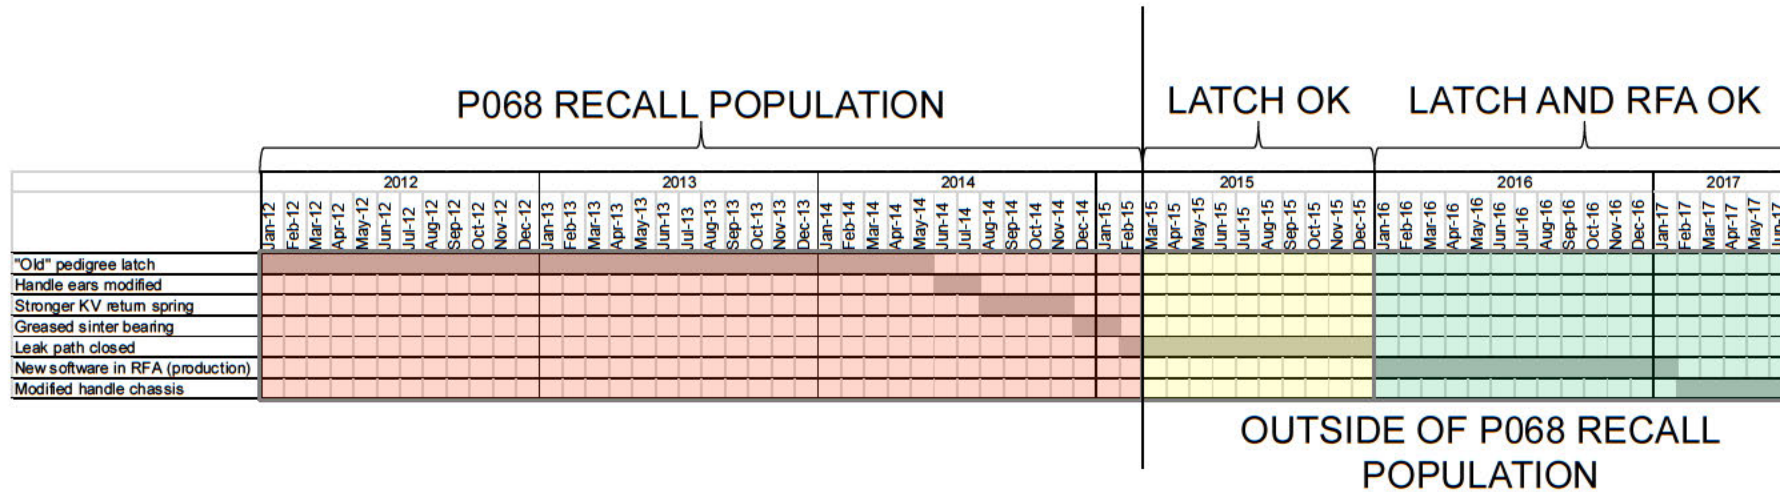 P068 RECALL POPULATION
LATCH OK
LATCH AND RFA OK
2012 2013 2014 2015 2016 2017
Jan-12 Feb-12 Mar-12 Apr-12 May-12 Jun-12 Jul-12 Aug-12 Sep-12 Oct-12 Nov-12 Dec-12 Jan-13 Feb-13 Mar-13 Apr-13 May-13 Jun-13 Jul-13 Aug-13 Sep-13 Oct-13 Nov-13 Dec-13 Jan-14 Feb-14 Mar-14 Apr-14 May-14 Jun-14 Jul-14 Aug-14 Sep-14 Oct-14 Nov-14 Dec-14 Jan-15 Feb-15 Mar-15 Apr-15 May-15 Jun-15 Jul-15 Aug-15 Sep-15 Oct-15 Nov-15 Dec-15 Jan-16 Feb-16 Mar-16 Apr-16 May-16 Jun-16 Jul-16 Aug-16 Sep-16 Oct-16 Nov-16 Dec-16 Jan-17 Feb-17 Mar-17 Apr-17 May-17 Jun-17
"Old" pedigree latch
Handle ears modified
Stronger KV return spring
Greased sinter bearing
Leak path closed
New software in RFA (production)
Modified handle chassis
OUTSIDE OF P068 RECALL
POPULATION